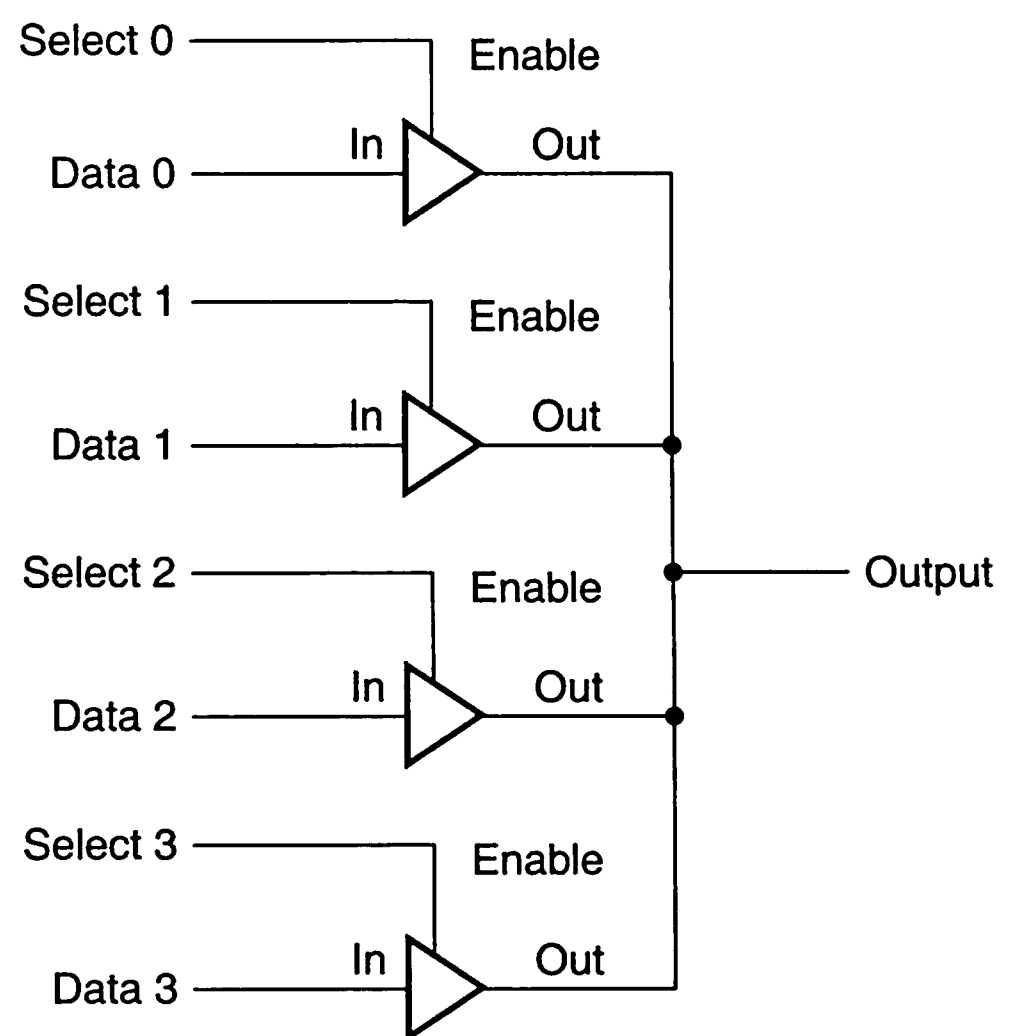 Select 0
Enable
In
Out
Data 0
Select 1
Enable
In
Out
Data 1
Select 2
Enable
Output
In
Out
Data 2
Select 3
Enable
In
Out
Data 3